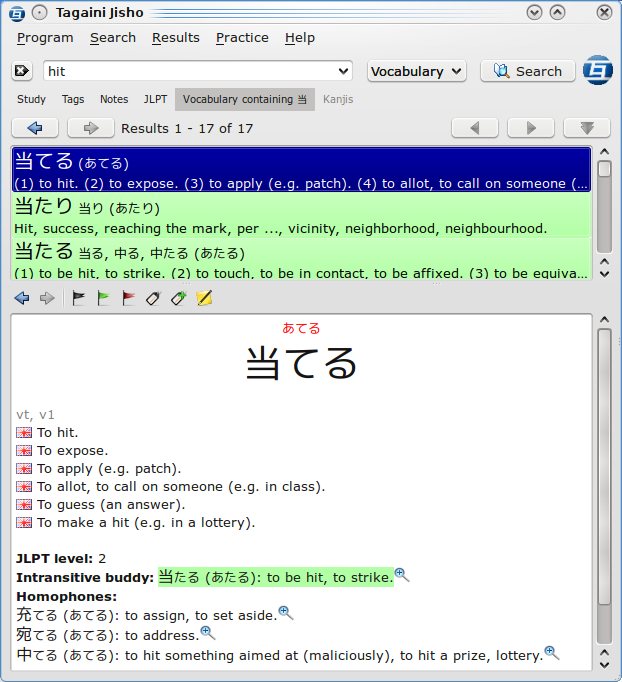 Tagaini Jisho
Program Search Results Practice Help
hit Vocabulary Search
Study Tags Notes JLPT Vocabulary containing 当 Kanjis
Results 1 - 17 of 17
当てる (あてる)
(1) to hit. (2) to expose. (3) to apply (e.g. patch). (4) to allot, to call on someone (...
当たり 当り (あたり)
Hit, success, reaching the mark, per ..., vicinity, neighborhood, neighbourhood.
当たる 当る, 中る, 中たる (あたる)
(1) to be hit, to strike. (2) to touch, to be in contact, to be affixed. (3) to be equiva...
あてる
当てる
vt, v1
To hit.
To expose.
To apply (e.g. patch).
To allot, to call on someone (e.g. in class).
To guess (an answer).
To make a hit (e.g. in a lottery).
JLPT level: 2
Intransitive buddy: 当たる (あたる): to be hit, to strike.
Homophones:
充てる (あてる): to assign, to set aside.
宛てる (あてる): to address.
中てる (あてる): to hit something aimed at (maliciously), to hit a prize, lottery.